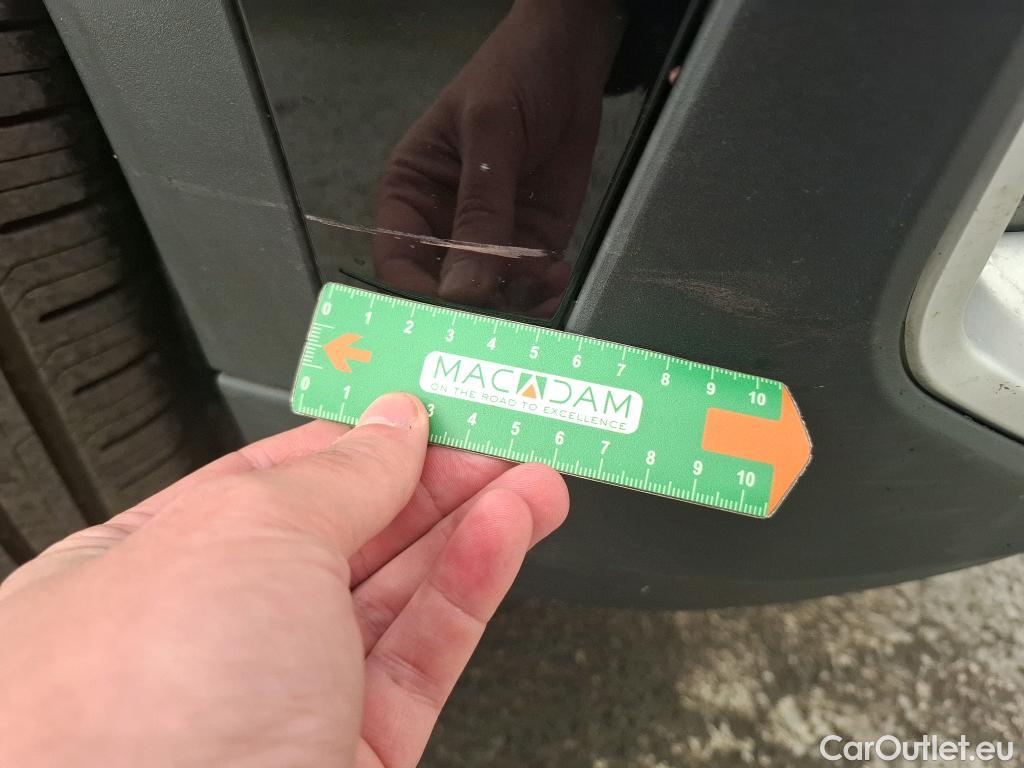 0 1 2 3 4 5 6 7 8 9 10
MACADAM
ON THE ROAD TO EXCELLENCE
0 1 3 4 5 6 7 8 9 10
CarOutlet.eu